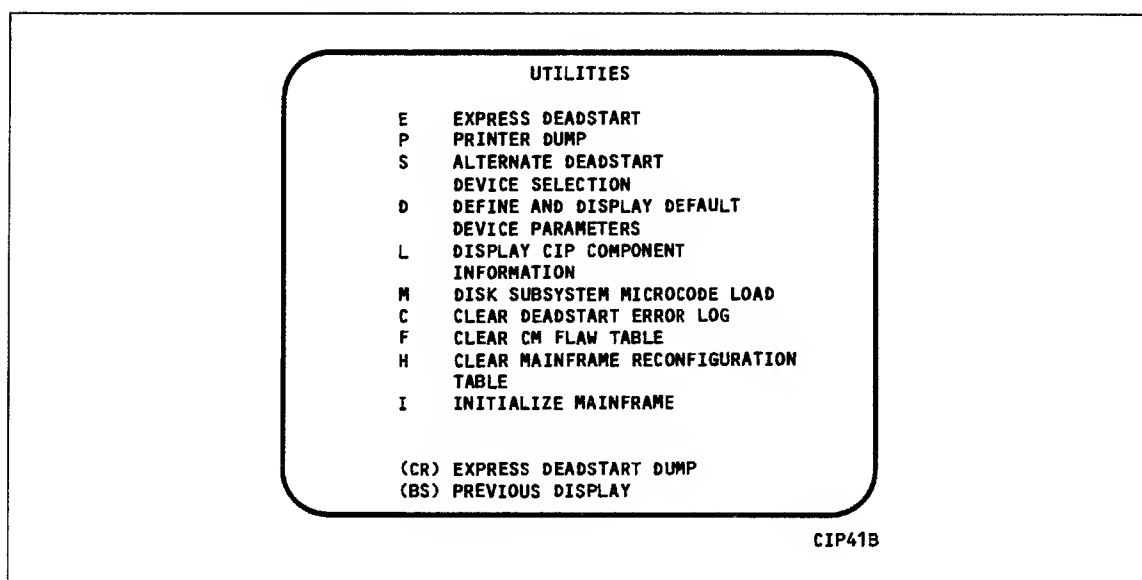 UTILITIES
E EXPRESS DEADSTART
P PRINTER DUMP
S ALTERNATE DEADSTART
DEVICE SELECTION
D DEFINE AND DISPLAY DEFAULT
DEVICE PARAMETERS
L DISPLAY CIP COMPONENT
INFORMATION
M DISK SUBSYSTEM MICROCODE LOAD
C CLEAR DEADSTART ERROR LOG
F CLEAR CM FLAW TABLE
H CLEAR MAINFRAME RECONFIGURATION
TABLE
I INITIALIZE MAINFRAME
(CR) EXPRESS DEADSTART DUMP
(BS) PREVIOUS DISPLAY
CIP41B